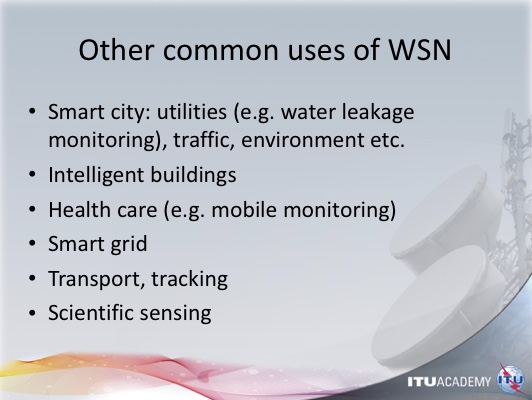 Other common uses of WSN
• Smart city: utilities (e.g. water leakage
monitoring), traffic, environment etc.
• Intelligent buildings
• Health care (e.g. mobile monitoring)
• Smart grid
• Transport, tracking
• Scientific sensing
ITUACADEMY ITU